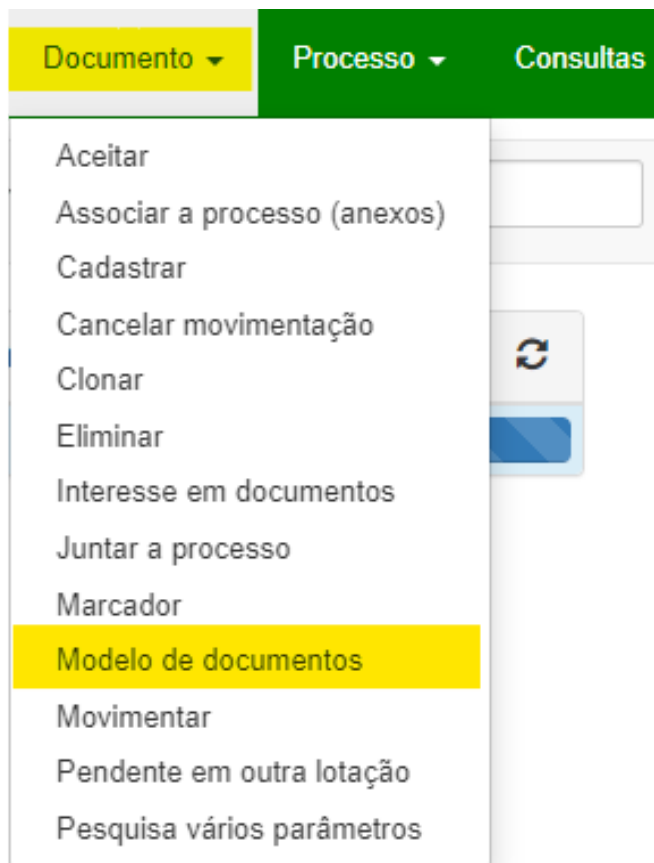 Documento Processo Consultas
Aceitar
Associar a processo (anexos)
Cadastrar
Cancelar movimentação
Clonar
Eliminar
Interesse em documentos
Juntar a processo
Marcador
Modelo de documentos
Movimentar
Pendente em outra lotação
Pesquisa vários parâmetros